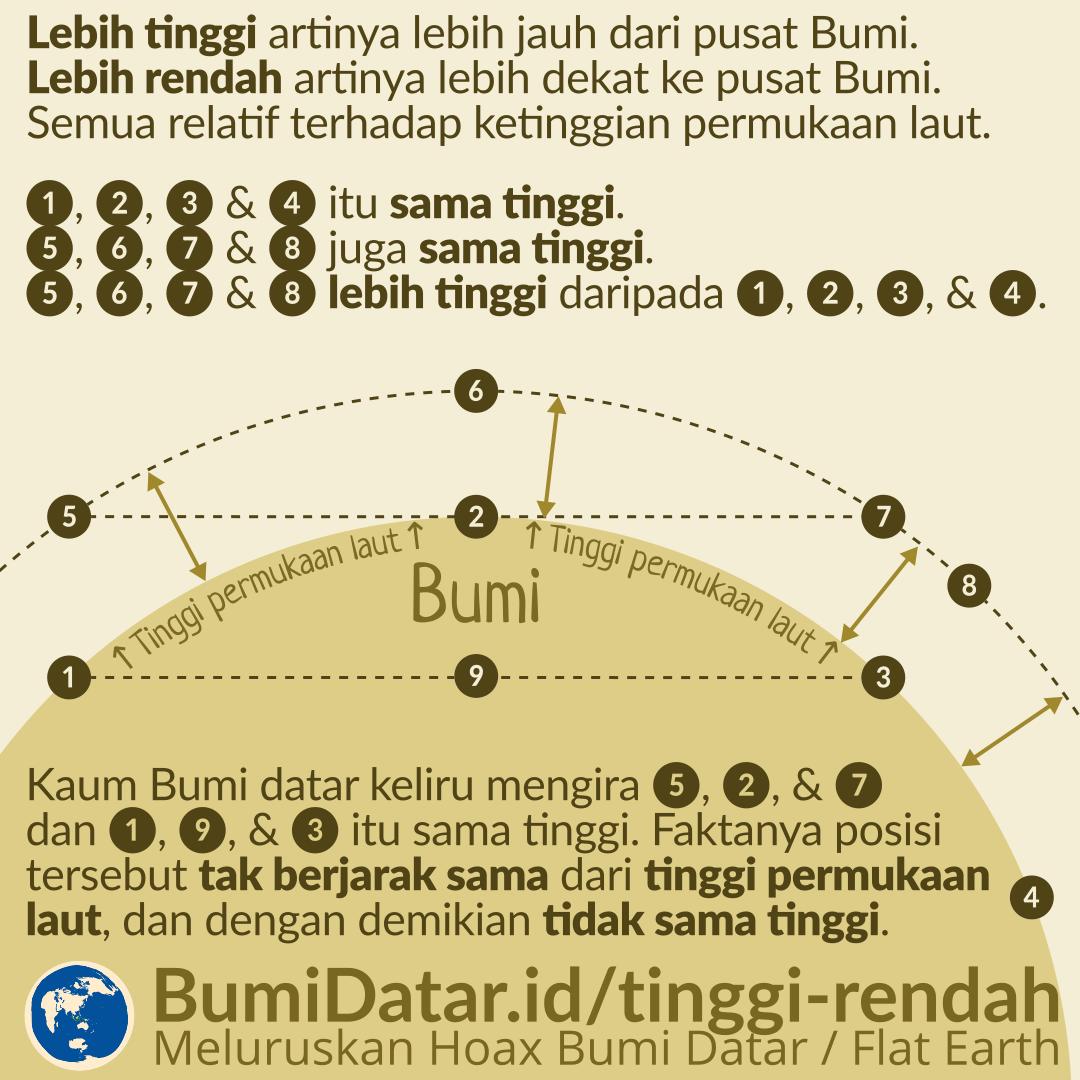 Lebih tinggi artinya lebih jauh dari pusat Bumi.
Lebih rendah artinya lebih dekat ke pusat Bumi.
Semua relatif terhadap ketinggian permukaan laut.
1, 2, 3 & 4 itu sama tinggi.
5, 6, 7 & 8 juga sama tinggi.
5, 6, 7 & 8 lebih tinggi daripada 1, 2, 3, & 4.
6
5
2
7
↑ Tinggi permukaan laut ↑
↑ Tinggi permukaan laut ↑
Bumi
8
1
9
3
Kaum Bumi datar keliru mengira 5, 2, & 7
dan 1, 9, & 3 itu sama tinggi. Faktanya posisi
tersebut tak berjarak sama dari tinggi permukaan
laut, dan dengan demikian tidak sama tinggi.
4
BumiDatar.id/tinggi-rendah
Meluruskan Hoax Bumi Datar / Flat Earth